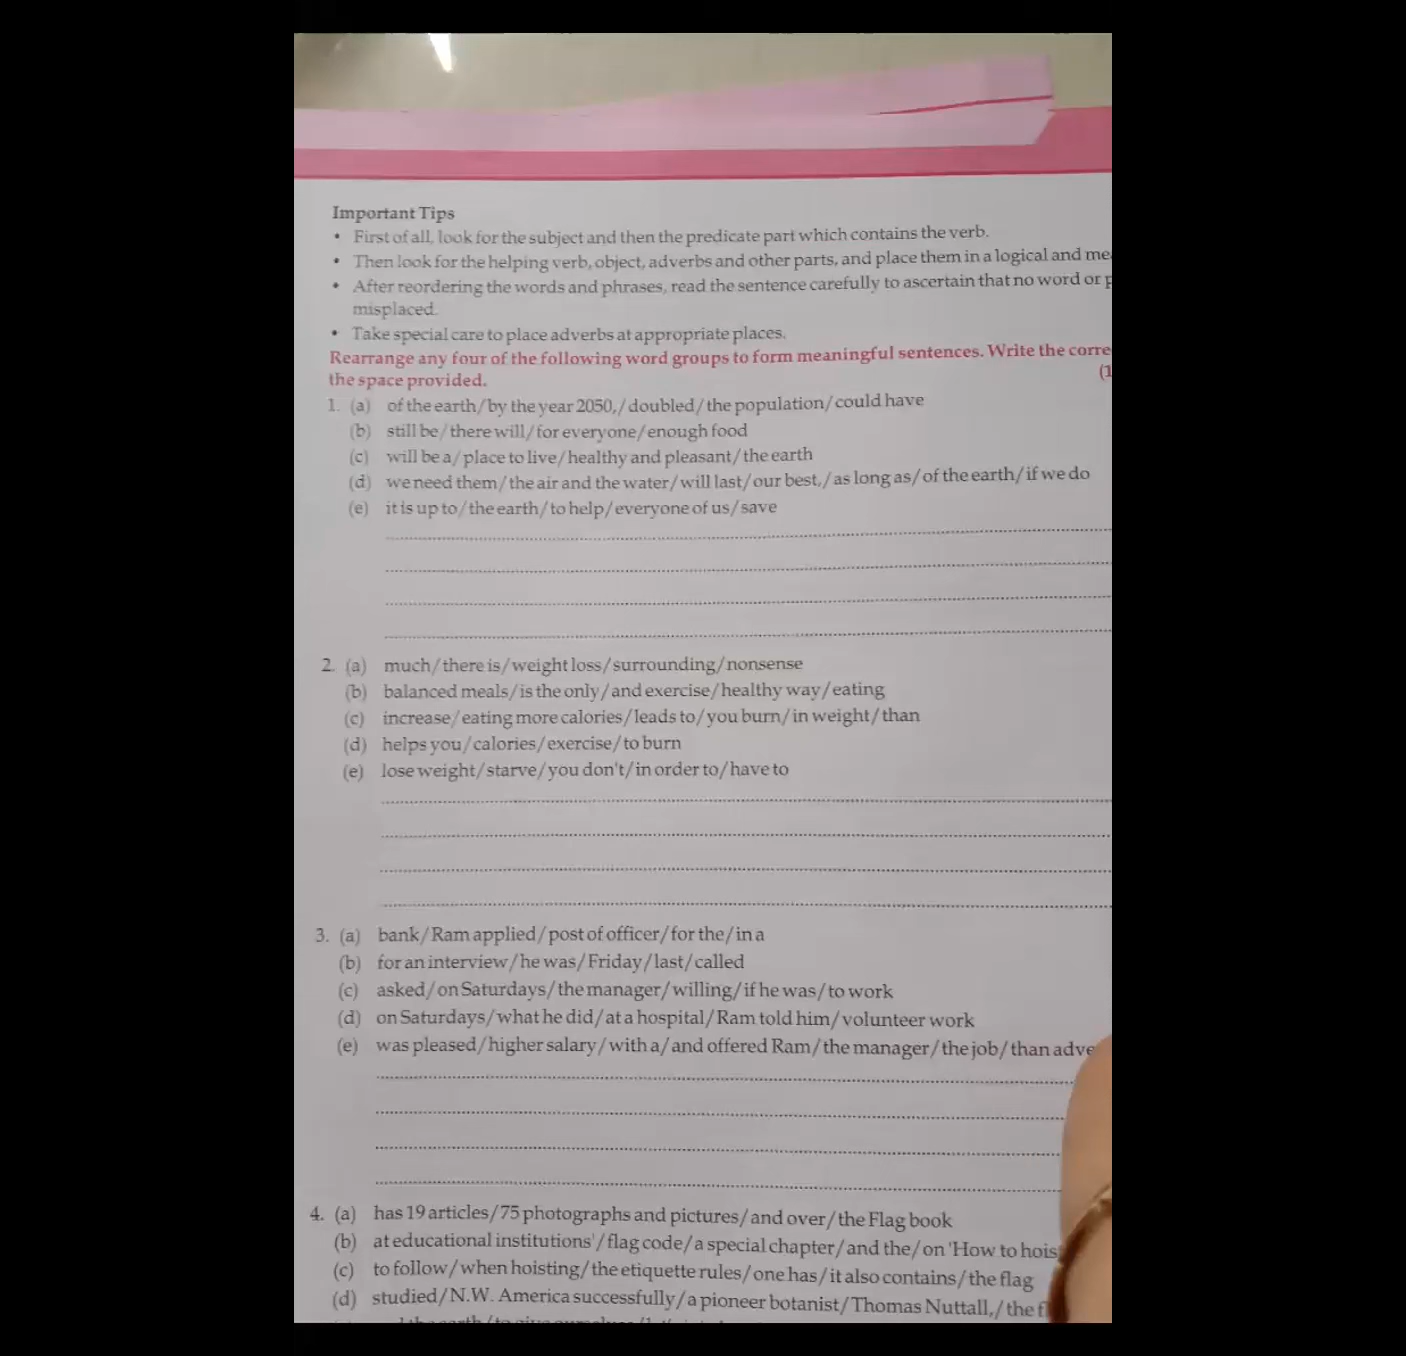 Important Tips
• First of all, look for the subject and then the predicate part which contains the verb.
• Then look for the helping verb, object, adverbs and other parts, and place them in a logical and
• After reordering the words and phrases, read the sentence carefully to ascertain that no word or
misplaced.
• Take special care to place adverbs at appropriate places.
Rearrange any four of the following word groups to form meaningful sentences. Write the
the space provided. (1
1. (a) of the earth/by the year 2050,/doubled/the population/could have
(b) still be/there will/for everyone/enough food
(c) will be a/place to live/healthy and pleasant/the earth
(d) we need them/the air and the water/will last/our best,/as long as/of the earth/if we do
(e) it is up to/the earth/to help/everyone of us/save
2. (a) much/there is/weight loss/surrounding/nonsense
(b) balanced meals/is the only/and exercise/healthy way/eating
(c) increase/eating more calories/leads to/you burn/in weight/than
(d) helps you/calories/exercise/to burn
(e) lose weight/starve/you don't/in order to/have to
3. (a) bank/Ram applied/post of officer/for the/in a
(b) for an interview/he was/Friday/last/called
(c) asked/on Saturdays/the manager/willing/if he was/to work
(d) on Saturdays/what he did/at a hospital/Ram told him/volunteer work
(e) was pleased/higher salary/with a/and offered Ram/the manager/the job/than
4. (a) has 19 articles/75 photographs and pictures/and over/the Flag book
(b) at educational institutions'/flag code/a special chapter/and the/on 'How to
(c) to follow/when hoisting/the etiquette rules/one has/it also contains/the flag
(d) studied/N.W. America successfully/a pioneer botanist/Thomas Nuttall,/the